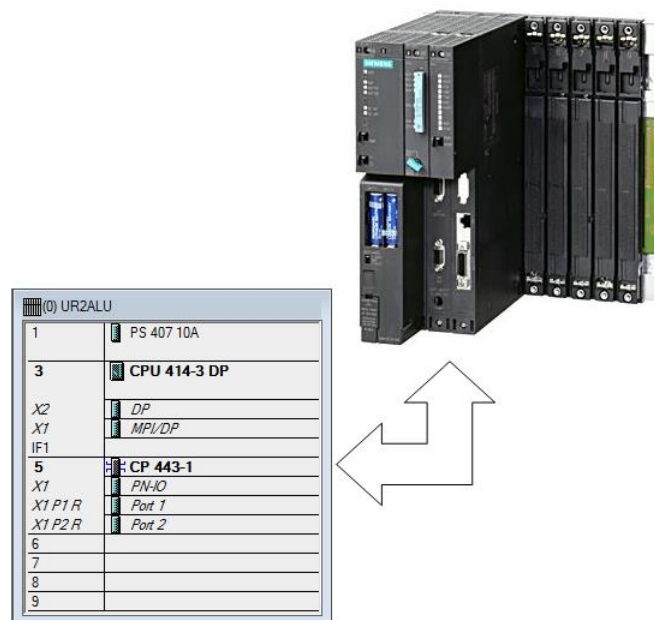 SIEMENS
(0) UR2ALU
1 PS 407 10A
3 CPU 414-3 DP
X2 DP
X1 MPI/DP
IF1
5 CP 443-1
X1 PN-IO
X1 P1 R Port 1
X1 P2 R Port 2
6
7
8
9